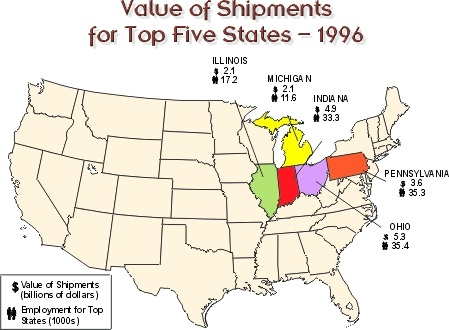 Value of Shipments
for Top Five States – 1996
ILLINOIS
$ 2.1
17.2
MICHIGAN
$ 2.1
11.6
INDIANA
$ 4.9
33.3
PENNSYLVANIA
$ 3.6
35.3
OHIO
$ 5.3
35.4
$ Value of Shipments
(billions of dollars)
Employment for Top
States (1000s)